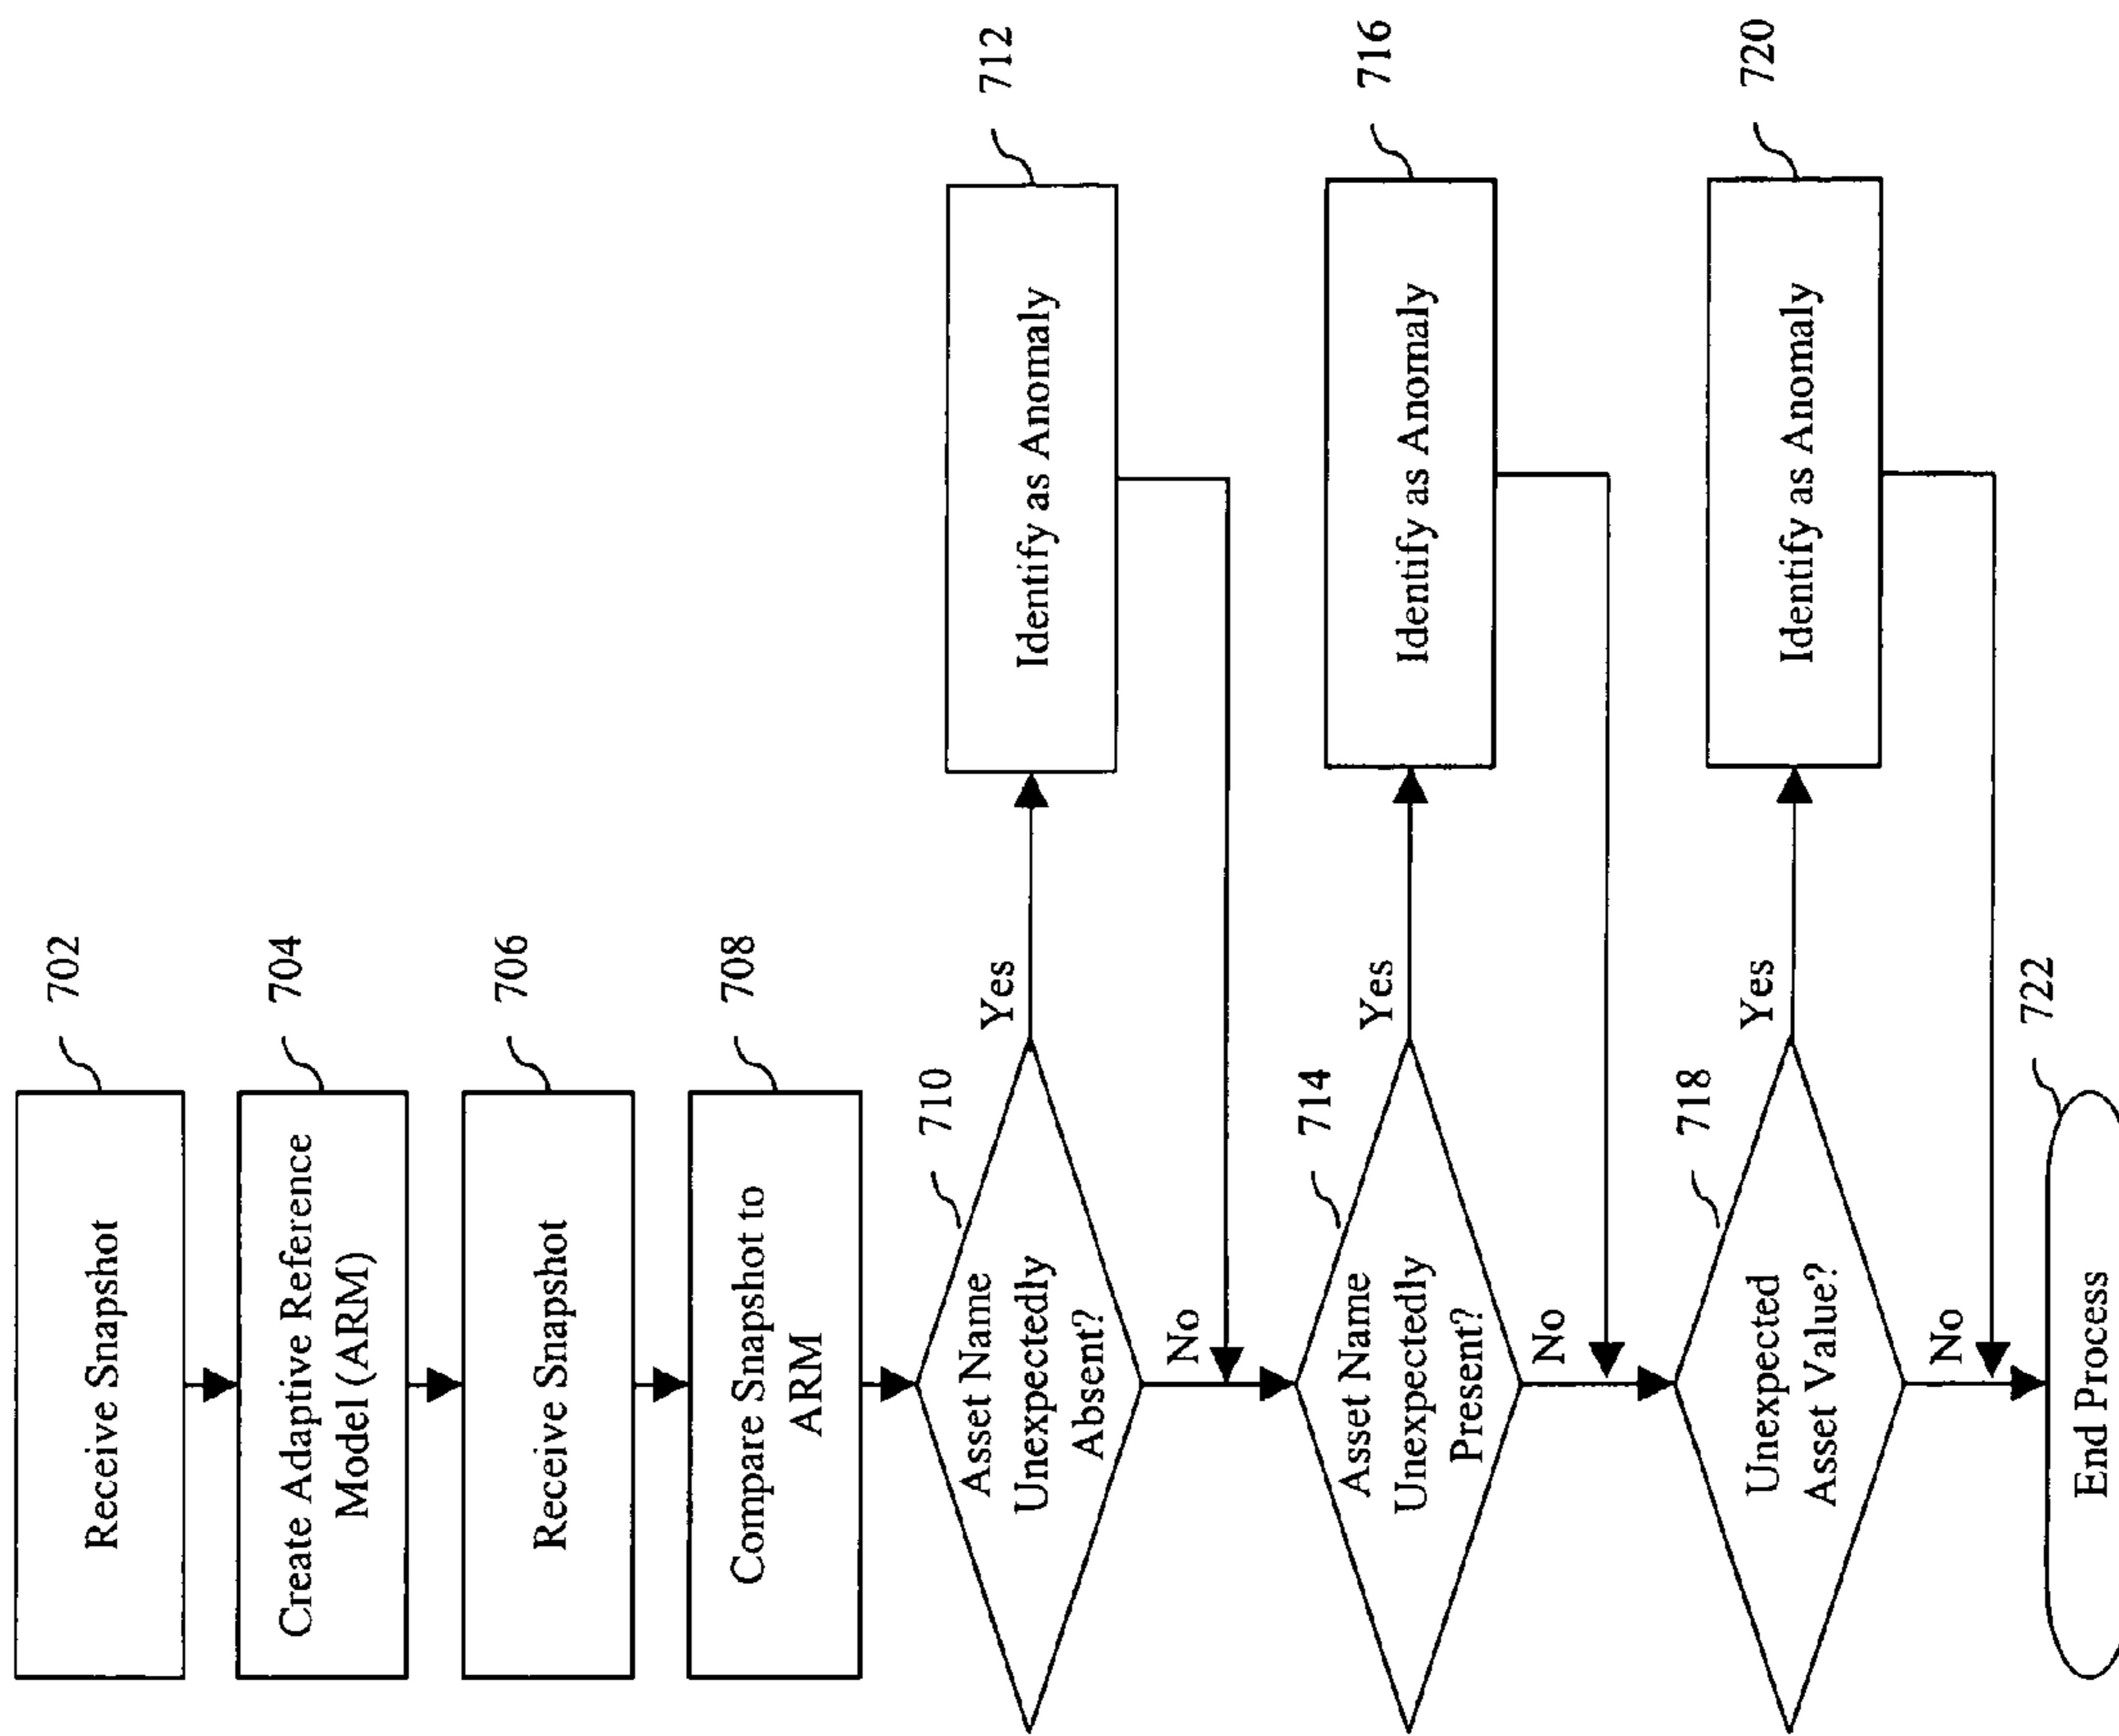 Receive Snapshot
702
Create Adaptive Reference
Model (ARM)
704
Receive Snapshot
706
Compare Snapshot to
ARM
708
Asset Name
Unexpectedly
Absent?
710
Yes
Identify as Anomaly
712
No
Asset Name
Unexpectedly
Present?
714
Yes
Identify as Anomaly
716
No
Unexpected
Asset Value?
718
Yes
Identify as Anomaly
720
No
End Process
722